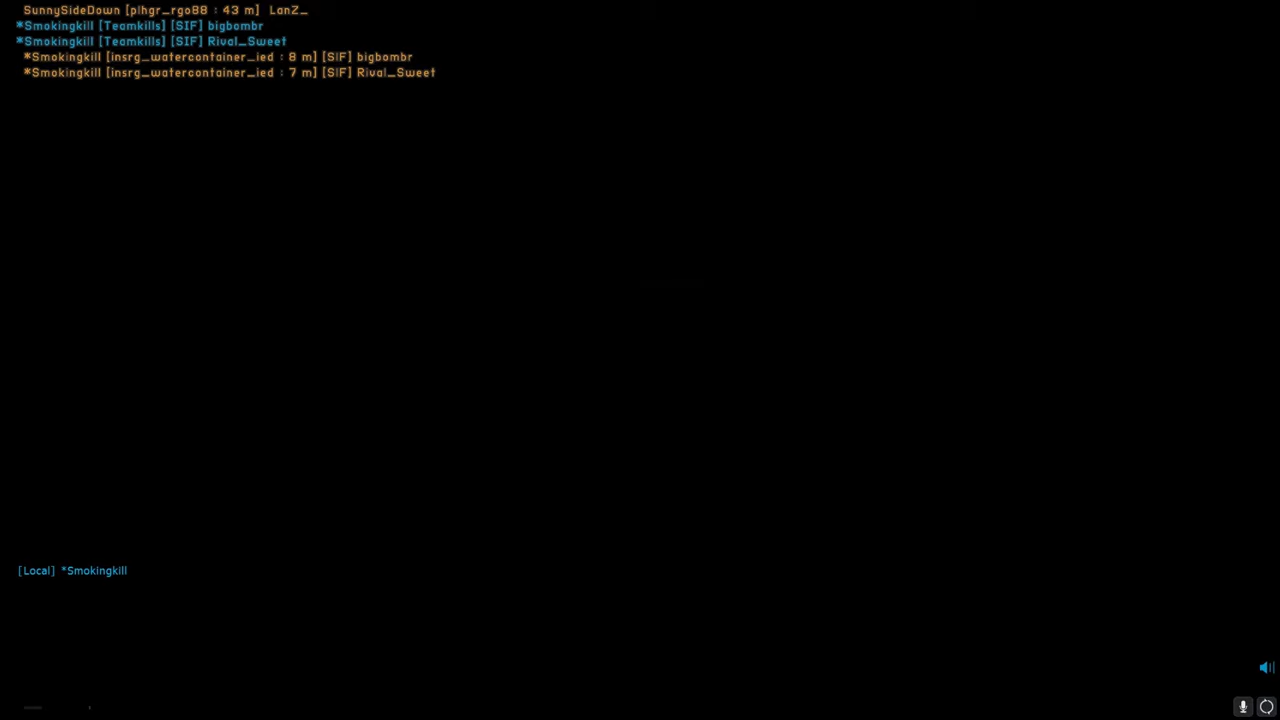 SunnySideDown [plhgr_rgo88 : 43 m] LanZ_
*Smokingkill [Teamkills] [SIF] bigbombr
*Smokingkill [Teamkills] [SIF] Rival_Sweet
*Smokingkill [insrg_watercontainer_ied : 8 m] [SIF] bigbombr
*Smokingkill [insrg_watercontainer_ied : 7 m] [SIF] Rival_Sweet
[Local] *Smokingkill